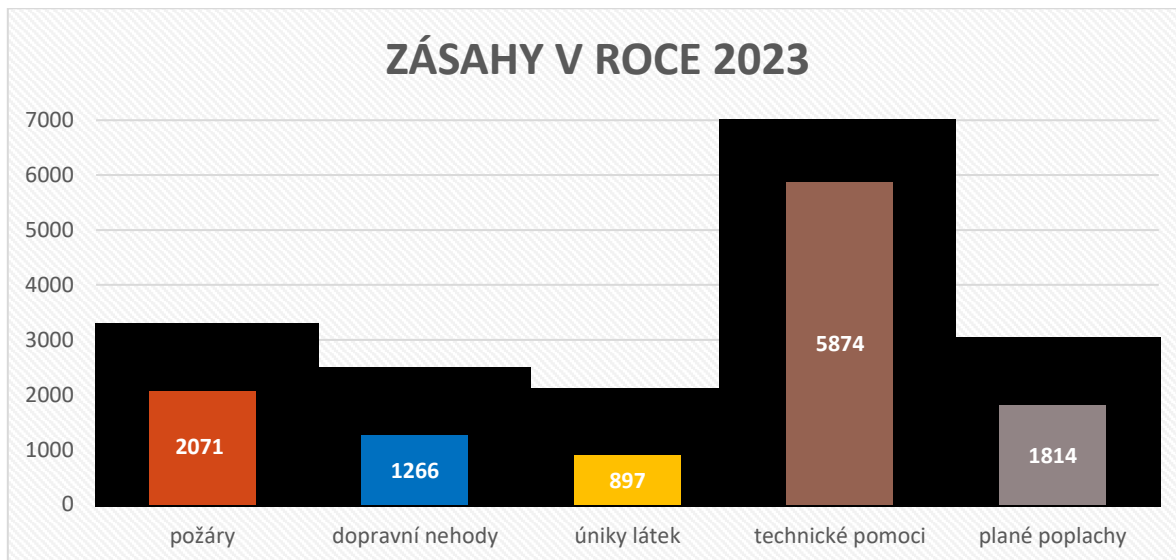 ZÁSAHY V ROCE 2023
7000
6000
5000
4000
3000
2000
1000
0
2071
1266
897
5874
1814
požáry
dopravní nehody
úniky látek
technické pomoci
plané poplachy